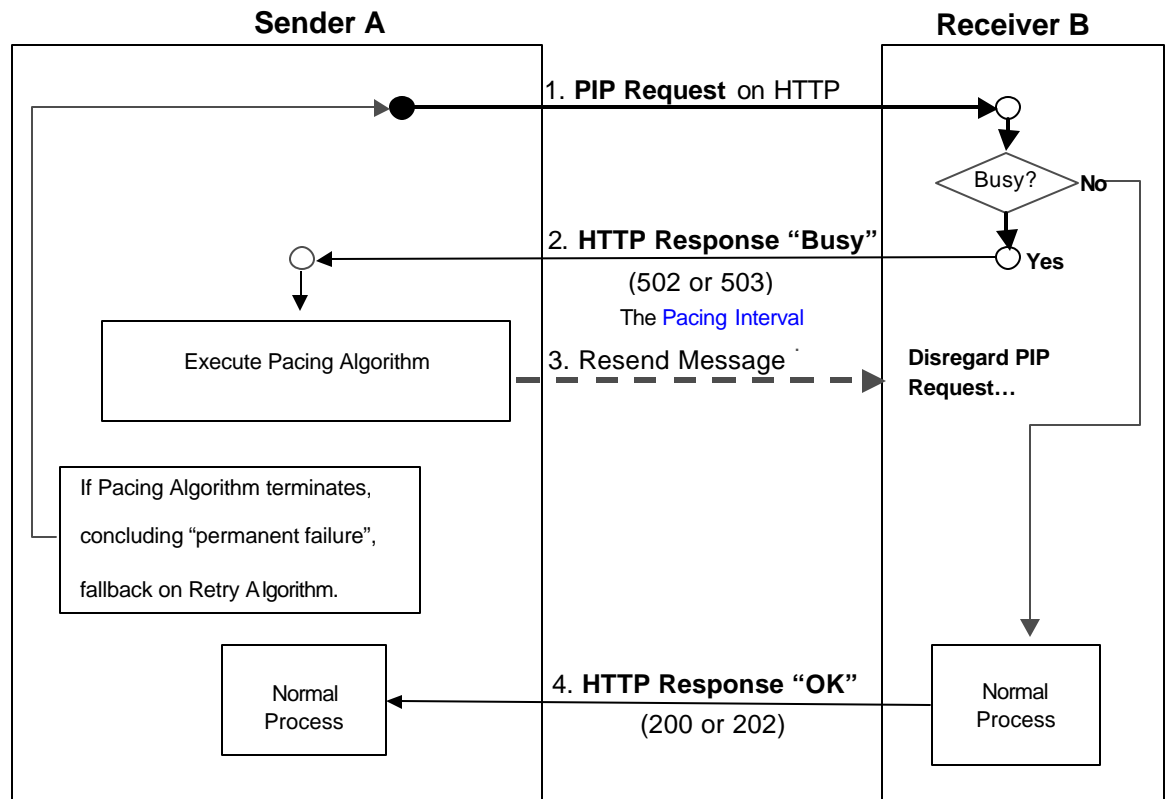 Sender A
Receiver B
1. PIP Request on HTTP
Busy?
No
2. HTTP Response “Busy”
Yes
(502 or 503)
The Pacing Interval
Execute Pacing Algorithm
3. Resend Message
Disregard PIP
Request…
If Pacing Algorithm terminates,
concluding “permanent failure”,
fallback on Retry Algorithm.
Normal
Process
4. HTTP Response “OK”
(200 or 202)
Normal
Process